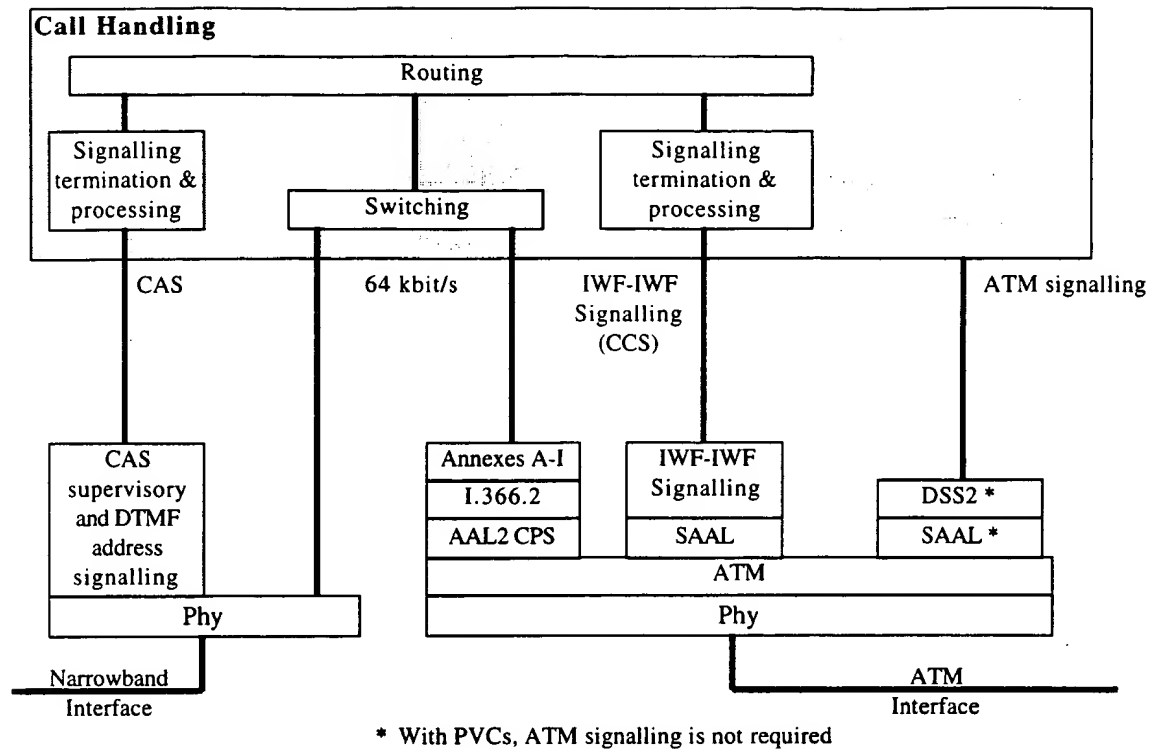 Call Handling
Routing
Signalling
termination &
processing
Switching
Signalling
termination &
processing
CAS
64 kbit/s
IWF-IWF
Signalling
(CCS)
ATM signalling
CAS
supervisory
and DTMF
address
signalling
Phy
Annexes A-I
I.366.2
AAL2 CPS
IWF-IWF
Signalling
SAAL
DSS2 *
SAAL *
ATM
Phy
Narrowband
Interface
ATM
Interface
* With PVCs, ATM signalling is not required